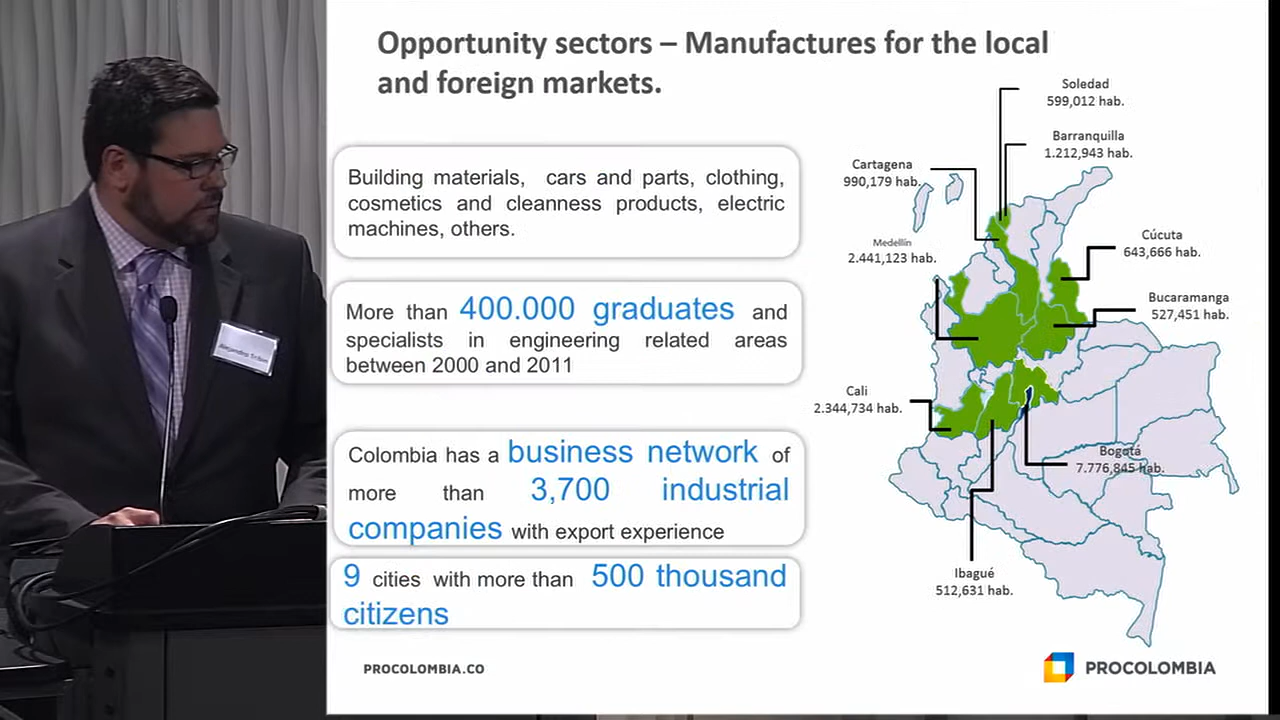 Opportunity sectors – Manufactures for the local
and foreign markets.
Building materials, cars and parts, clothing,
cosmetics and cleanness products, electric
machines, others.
More than 400.000 graduates and
specialists in engineering related areas
between 2000 and 2011
Colombia has a business network of
more than 3,700 industrial
companies with export experience
9 cities with more than 500 thousand
citizens
Soledad
599,012 hab.
Barranquilla
1.212,943 hab.
Cartagena
990,179 hab.
Medellín
2.441,123 hab.
Cúcuta
643,666 hab.
Bucaramanga
527,451 hab.
Cali
2.344,734 hab.
Bogotá
7.776,845 hab.
Ibagué
512,631 hab.
PROCOLOMBIA.CO
PROCOLOMBIA
Alejandro